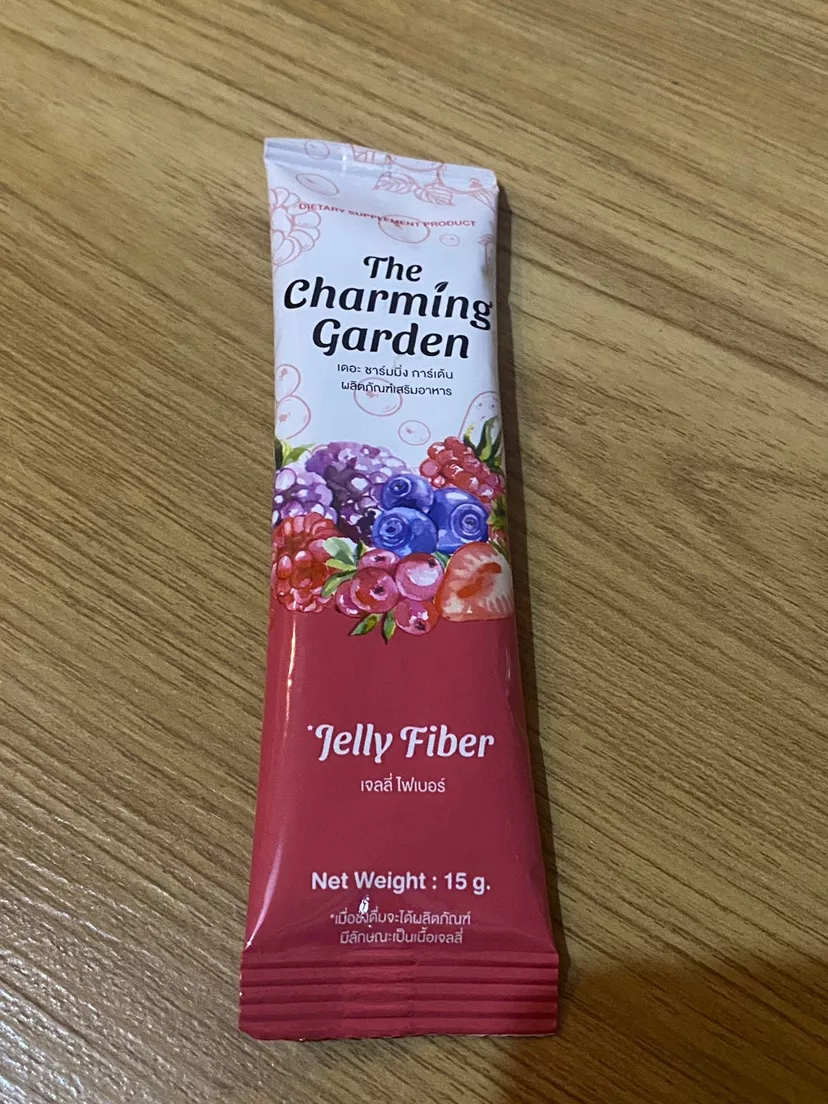 DIETARY SUPPLEMENT PRODUCT
The
Charming
Garden
เดอะ ชาร์มมิ่ง การ์เด้น
ผลิตภัณฑ์เสริมอาหาร
*Jelly Fiber
เจลลี่ ไฟเบอร์
Net Weight : 15 g.
*เมื่อชงดื่มจะได้ผลิตภัณฑ์
มีลักษณะเป็นเนื้อเจลลี่